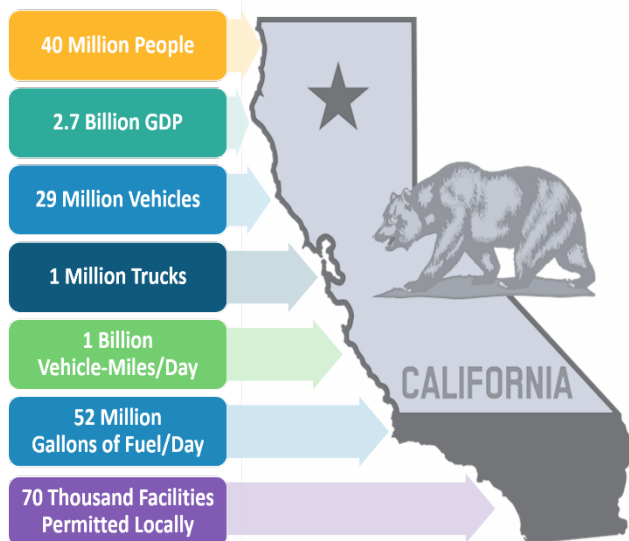 40 Million People
2.7 Billion GDP
29 Million Vehicles
1 Million Trucks
1 Billion
Vehicle-Miles/Day
52 Million
Gallons of Fuel/Day
70 Thousand Facilities
Permitted Locally
CALIFORNIA